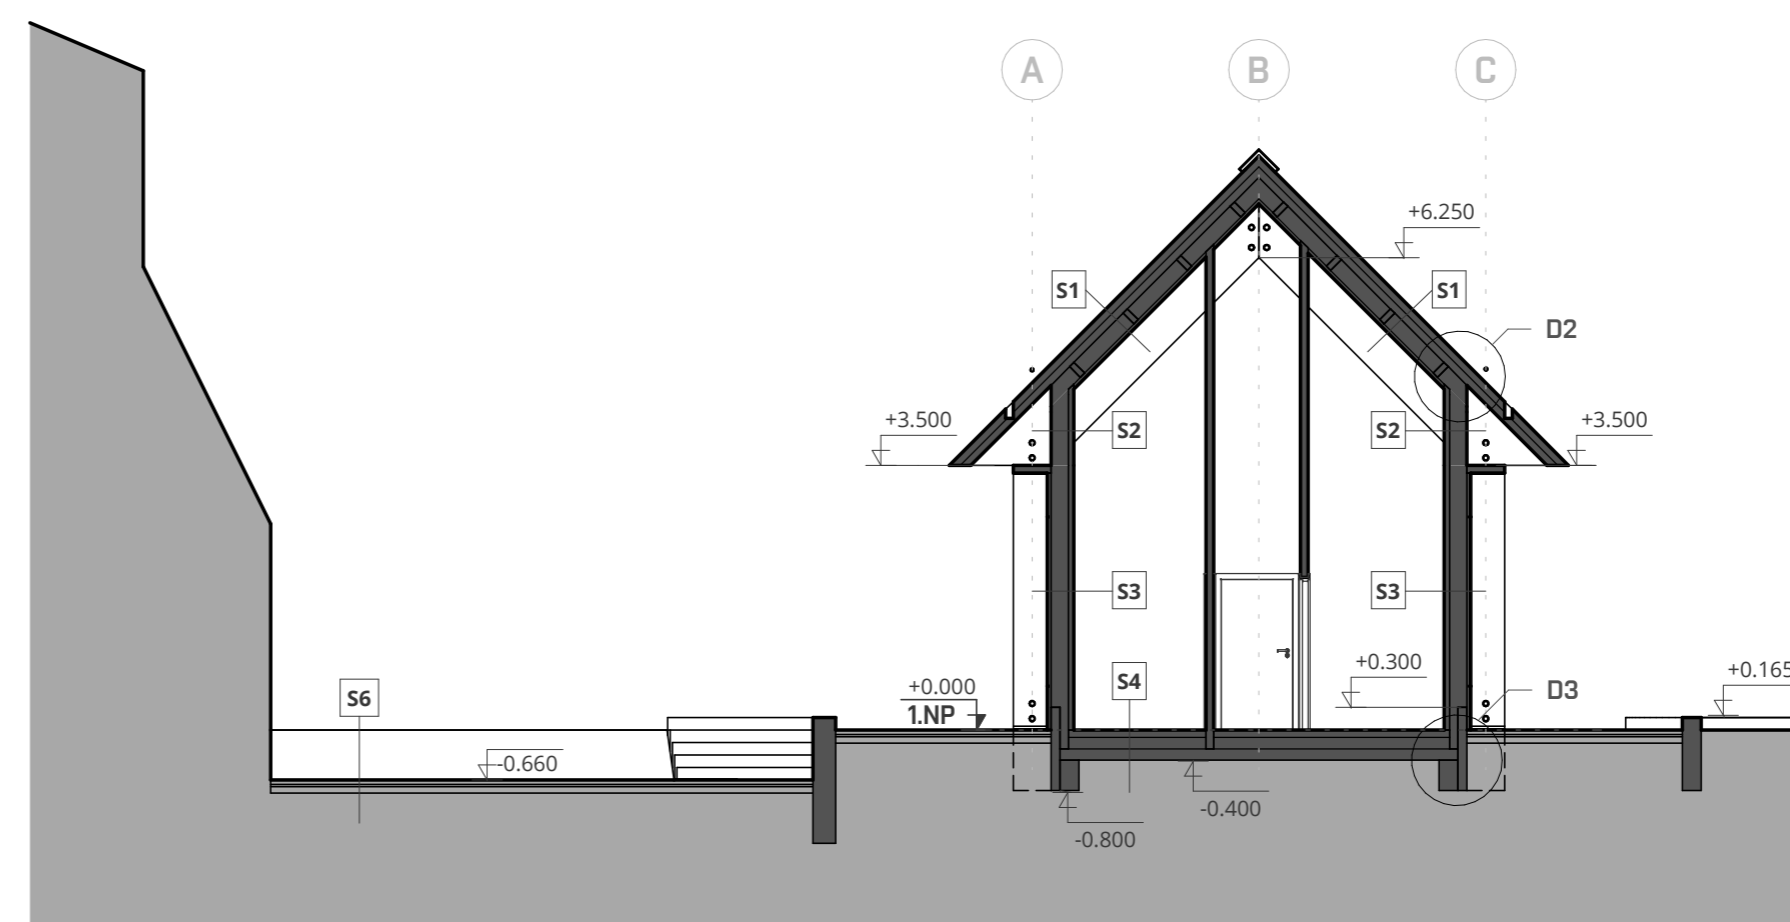 A B C
+6.250
S1 S1
D2
+3.500 S2 S2 +3.500
S3 S3
+0.300
+0.165
S6 +0.000 S4 D3
1.NP
-0.660
-0.400
-0.800